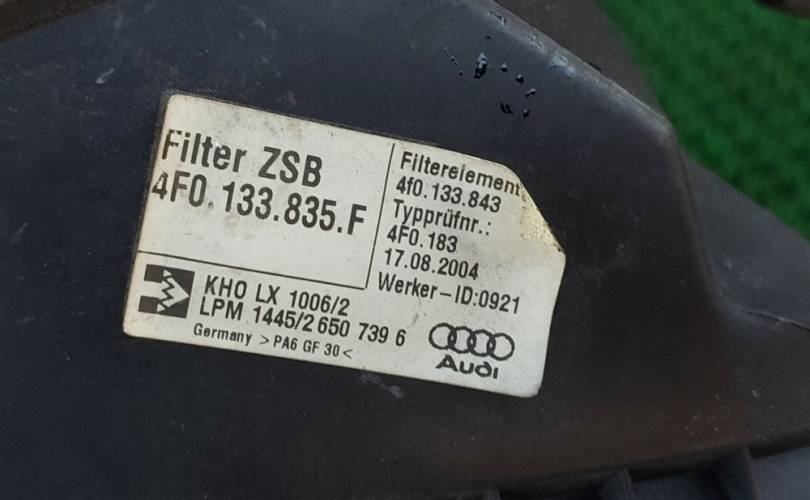 Filter ZSB
4F0.133.835.F
Filterelement
4f0.133.843
Typprüfnr.:
4F0.183
17.08.2004
Werker-ID:0921
KHO LX 1006/2
LPM 1445/2 650 739 6
Germany >PA6 GF 30<
Audi